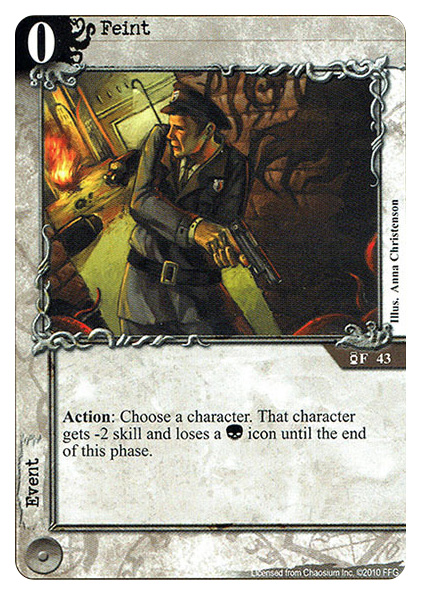 0
Feint
Illus. Anna Christenson
F 43
Action: Choose a character. That character
gets -2 skill and loses a icon until the end
of this phase.
Event
Licensed from Chaosium Inc. ©2010 FFG